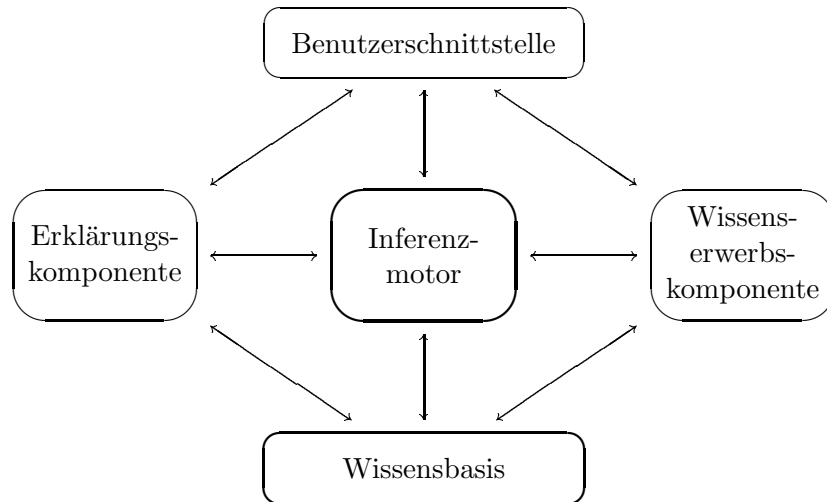 Benutzerschnittstelle
Erklärungs-
komponente
Inferenz-
motor
Wissens-
erwerbs-
komponente
Wissensbasis